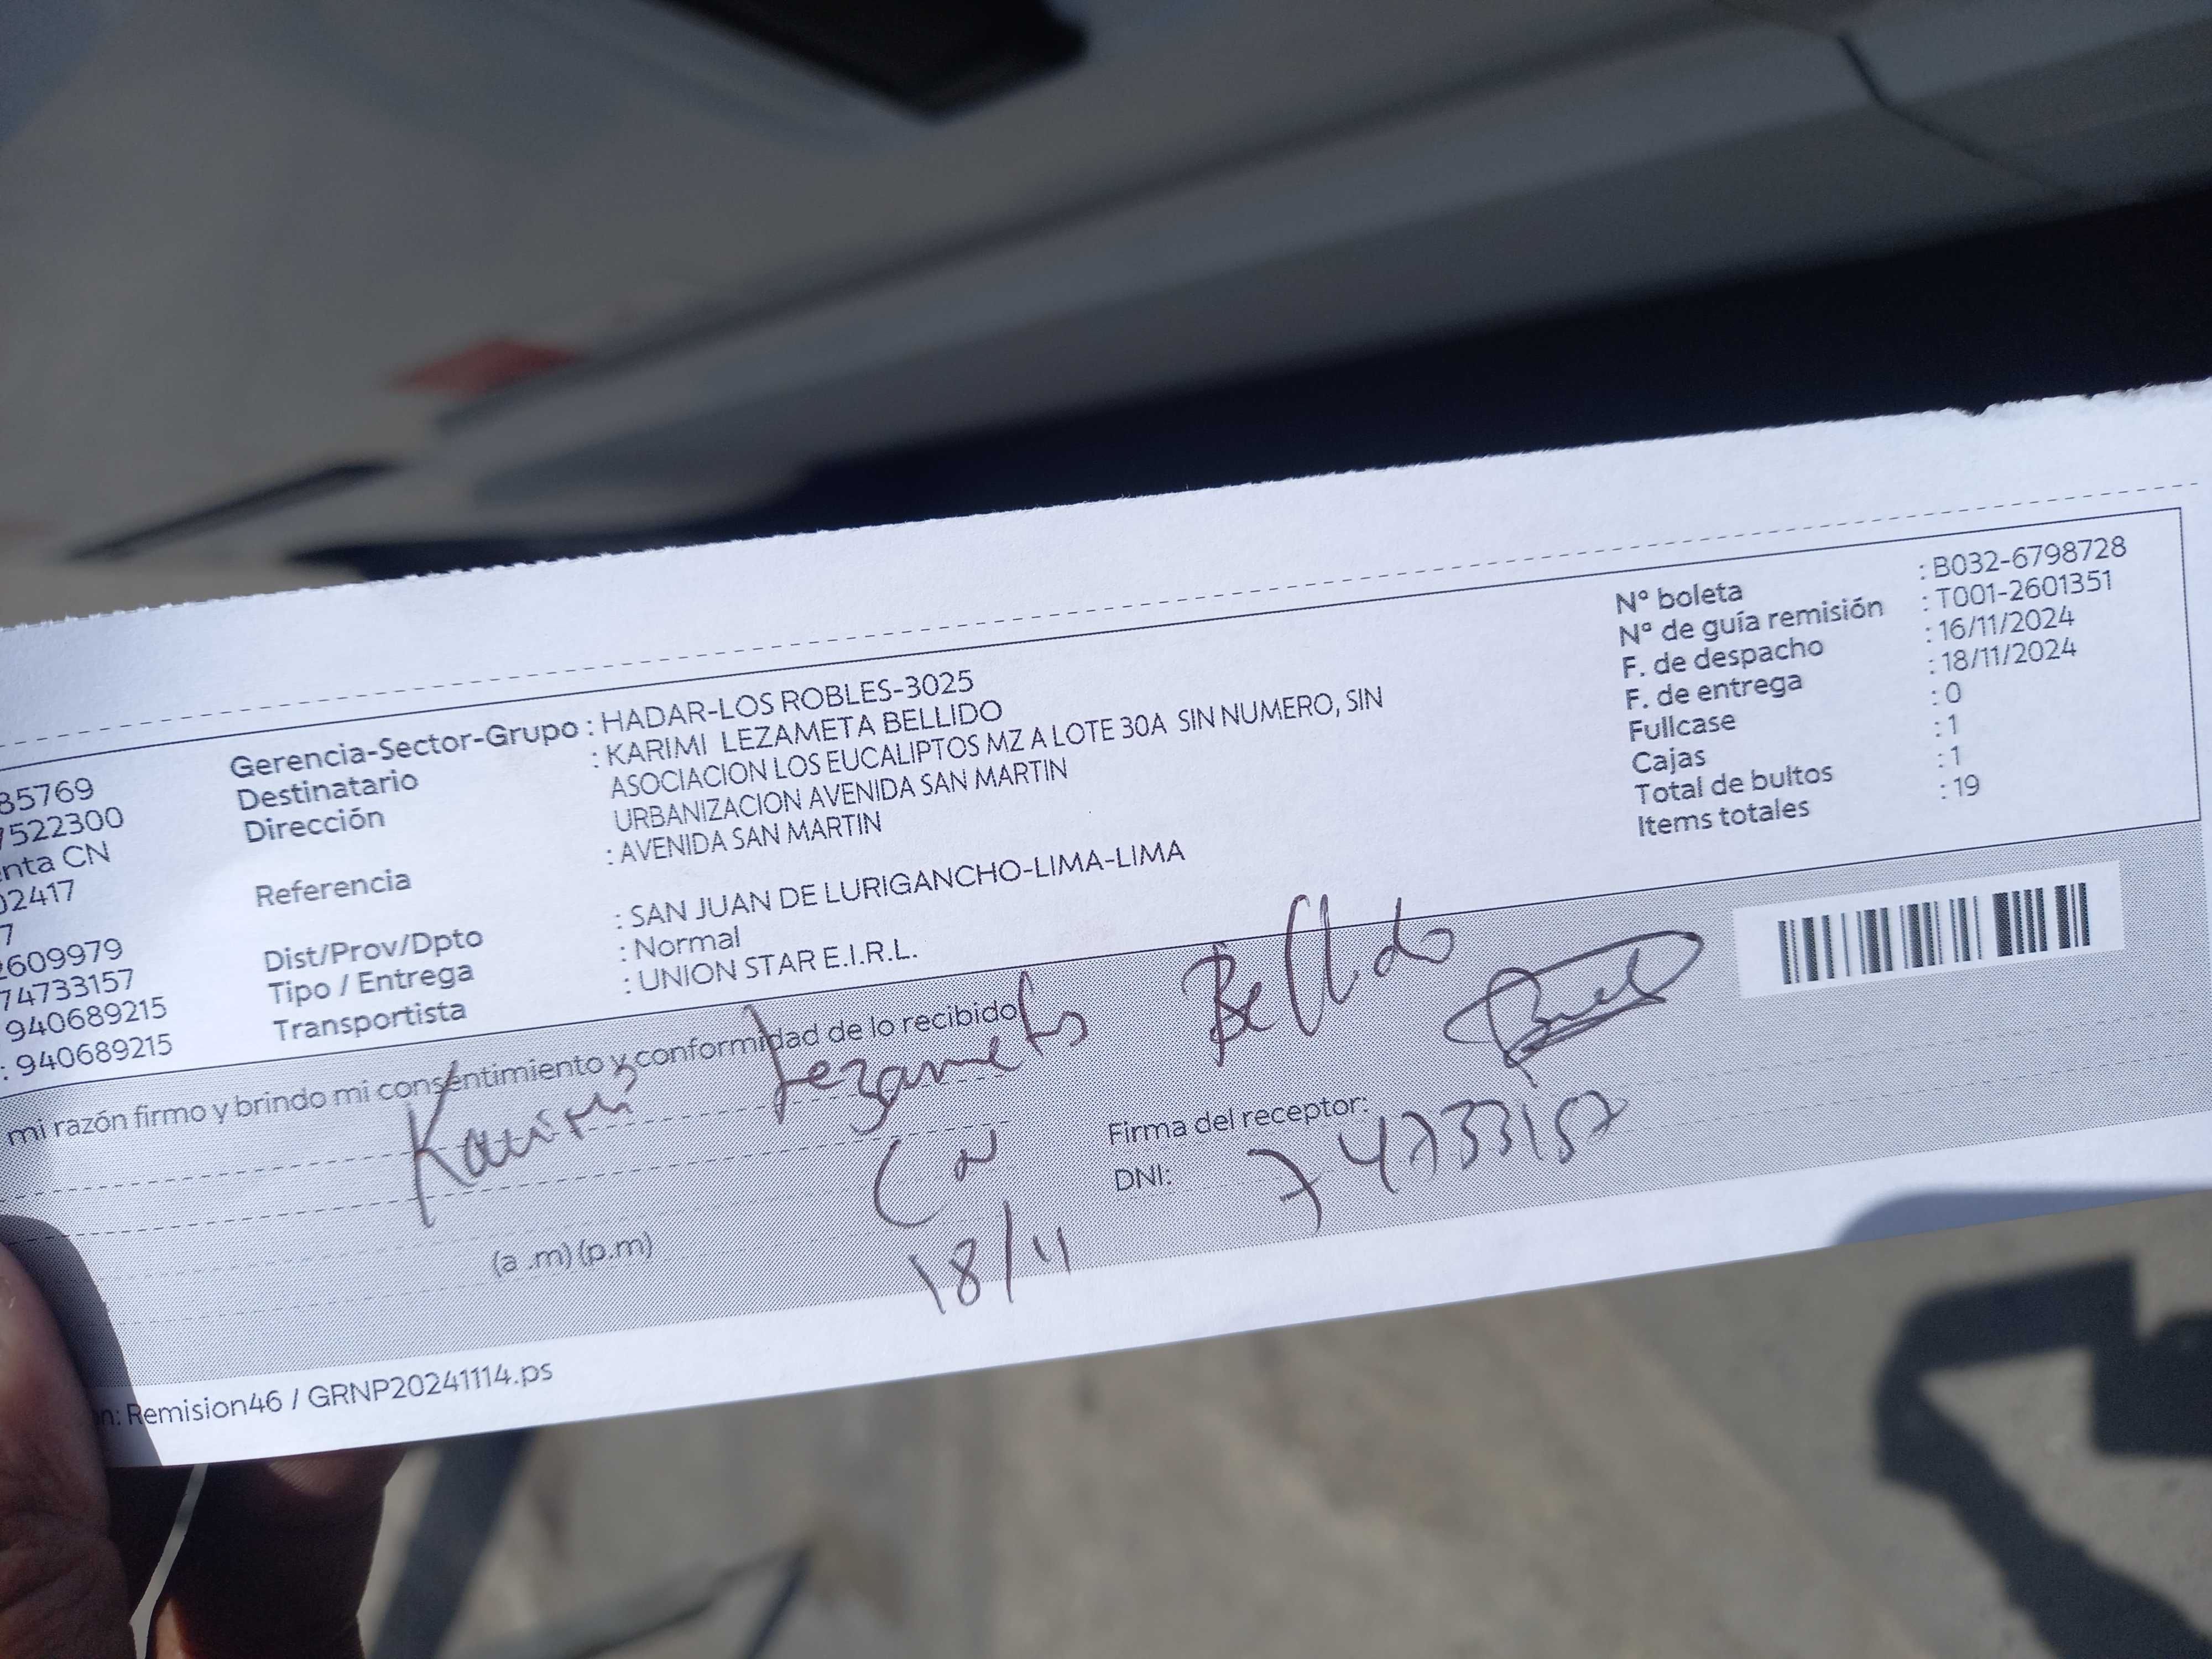 Gerencia-Sector-Grupo : HADAR-LOS ROBLES-3025
Destinatario : KARIMI LEZAMETA BELLIDO
Dirección ASOCIACION LOS EUCALIPTOS MZ A LOTE 30A SIN NUMERO, SIN
URBANIZACION AVENIDA SAN MARTIN
Referencia : AVENIDA SAN MARTIN
Dist/Prov/Dpto : SAN JUAN DE LURIGANCHO-LIMA-LIMA
Tipo / Entrega : Normal
Transportista : UNION STAR E.I.R.L.
85769
7522300
nta CN
02417
7
2609979
74733157
940689215
: 940689215
Nº boleta : B032-6798728
Nº de guía remisión : T001-2601351
F. de despacho : 16/11/2024
F. de entrega : 18/11/2024
Fullcase : 0
Cajas : 1
Total de bultos : 1
Items totales : 19
mi razón firmo y brindo mi consentimiento y conformidad de lo recibido
Karimi Lezameta Bellido
Firma del receptor:
DNI: 74733157
(a .m) (p.m)
18/11
n: Remision46 / GRNP20241114.ps